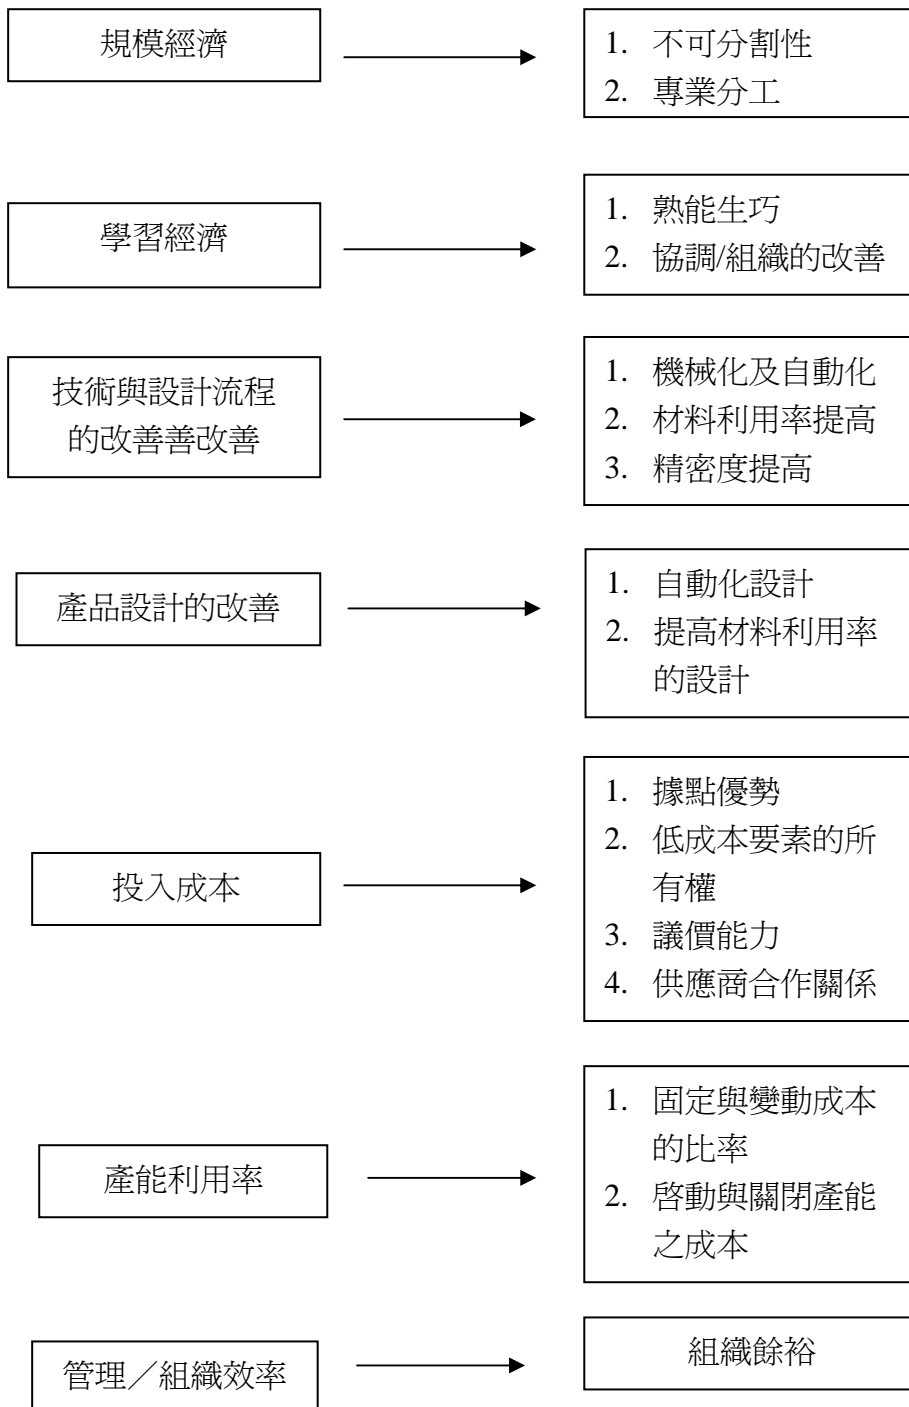 規模經濟
1. 不可分割性
2. 專業分工
學習經濟
1. 熟能生巧
2. 協調/組織的改善
技術與設計流程
的改善善改善
1. 機械化及自動化
2. 材料利用率提高
3. 精密度提高
產品設計的改善
1. 自動化設計
2. 提高材料利用率
的設計
投入成本
1. 據點優勢
2. 低成本要素的所
有權
3. 議價能力
4. 供應商合作關係
產能利用率
1. 固定與變動成本
的比率
2. 啓動與關閉產能
之成本
管理／組織效率
組織餘裕